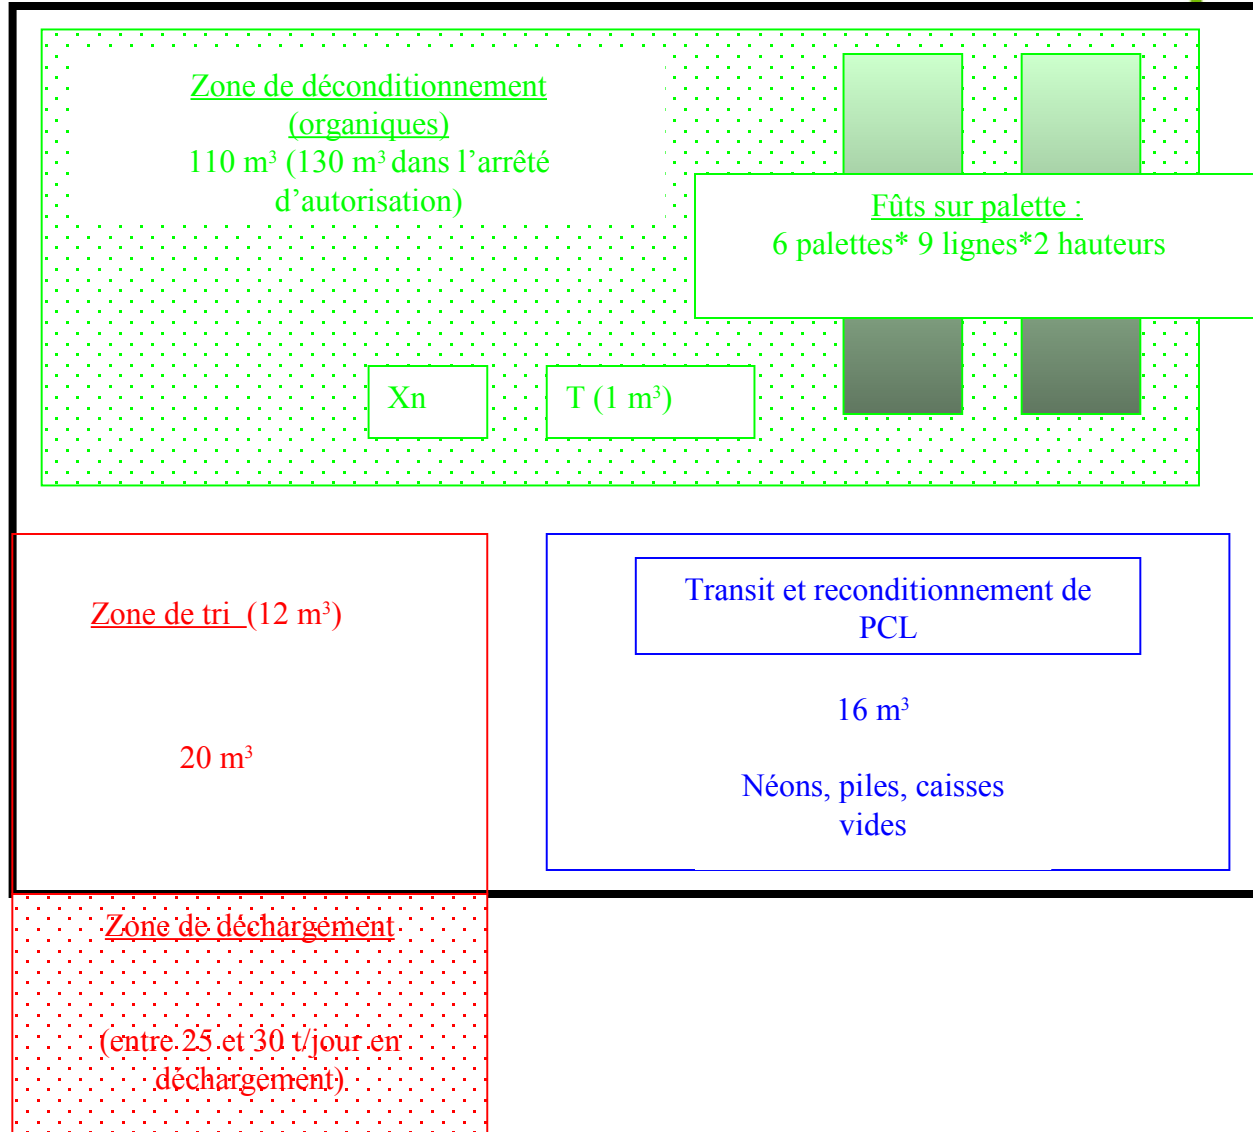 Zone de déconditionnement
(organiques)
110 m³ (130 m³ dans l’arrêté
d’autorisation)
Fûts sur palette :
6 palettes* 9 lignes*2 hauteurs
Xn
T (1 m³)
Zone de tri (12 m³)
20 m³
Transit et reconditionnement de
PCL
16 m³
Néons, piles, caisses
vides
Zone de déchargement
(entre 25 et 30 t/jour en
déchargement)